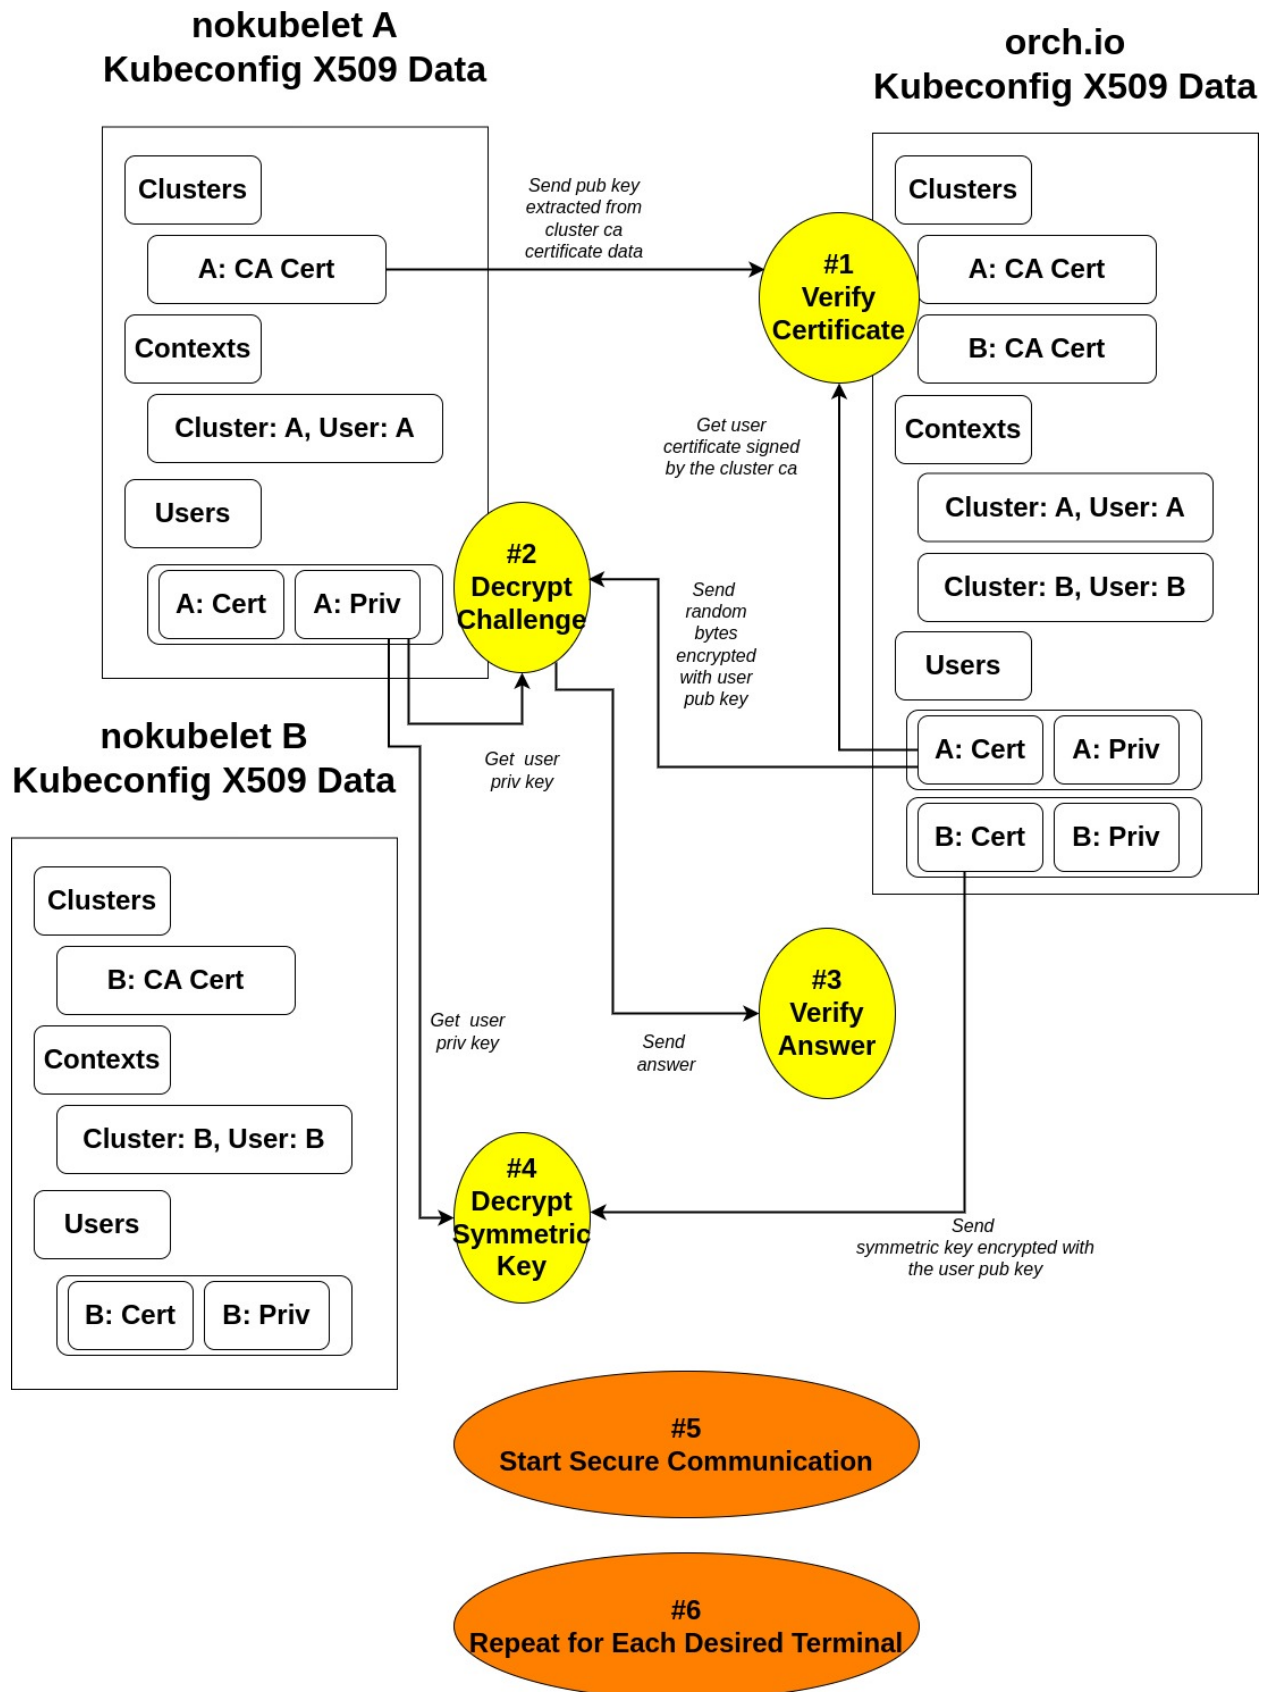 nokubelet A
Kubeconfig X509 Data
Clusters
A: CA Cert
Contexts
Cluster: A, User: A
Users
A: Cert
A: Priv
Send pub key
extracted from
cluster ca
certificate data
orch.io
Kubeconfig X509 Data
Clusters
A: CA Cert
B: CA Cert
Contexts
Cluster: A, User: A
Cluster: B, User: B
Users
A: Cert
A: Priv
B: Cert
B: Priv
#1
Verify
Certificate
Get user
certificate signed
by the cluster ca
#2
Decrypt
Challenge
Send
random
bytes
encrypted
with user
pub key
Get user
priv key
nokubelet B
Kubeconfig X509 Data
Clusters
B: CA Cert
Contexts
Cluster: B, User: B
Users
B: Cert
B: Priv
#3
Verify
Answer
Send
answer
Get user
priv key
#4
Decrypt
Symmetric
Key
Send
symmetric key encrypted with
the user pub key
#5
Start Secure Communication
#6
Repeat for Each Desired Terminal